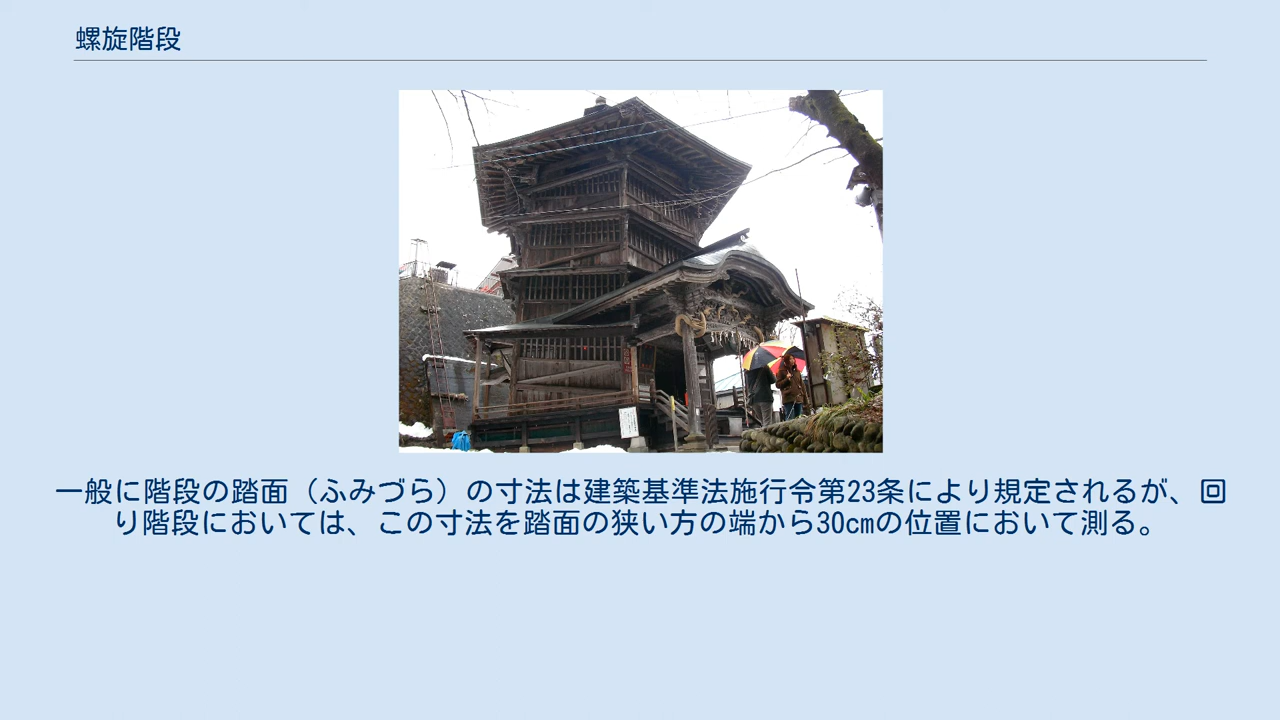 螺旋階段
一般に階段の踏面（ふみづら）の寸法は建築基準法施行令第23条により規定されるが、回
り階段においては、この寸法を踏面の狭い方の端から30cmの位置において測る。